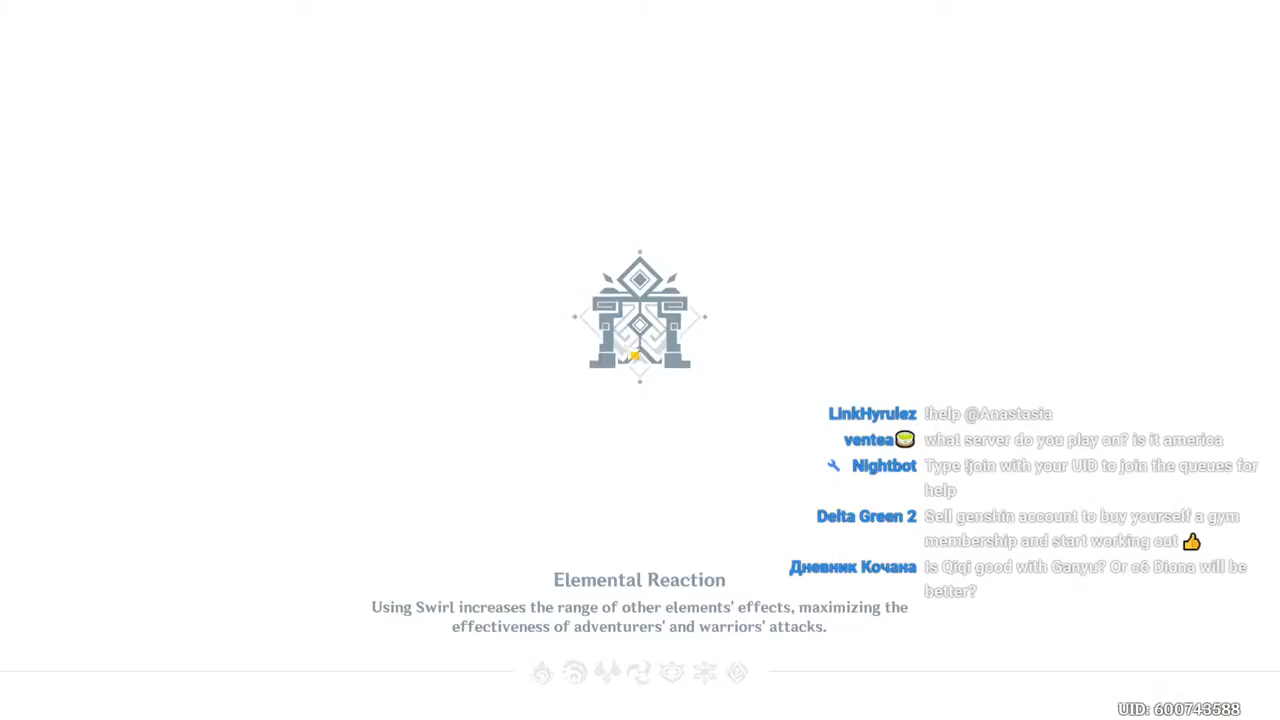 LinkHyrulez !help @Anastasia
ventea what server do you play on? is it america
Nightbot Type !join with your UID to join the queues for
help
Delta Green 2 Sell genshin account to buy yourself a gym
membership and start working out 👍
Дневник Кочана Is Qiqi good with Ganyu? Or c6 Diona will be
better?
Elemental Reaction
Using Swirl increases the range of other elements' effects, maximizing the
effectiveness of adventurers' and warriors' attacks.
UID: 600743588